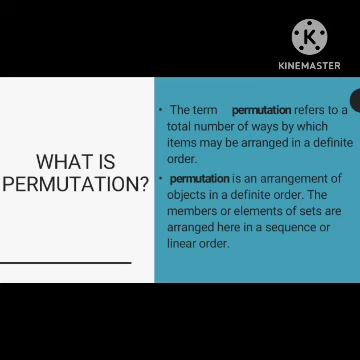 K
KINEMASTER
WHAT IS
PERMUTATION?
• The term permutation refers to a
total number of ways by which
items may be arranged in a definite
order.
• permutation is an arrangement of
objects in a definite order. The
members or elements of sets are
arranged here in a sequence or
linear order.